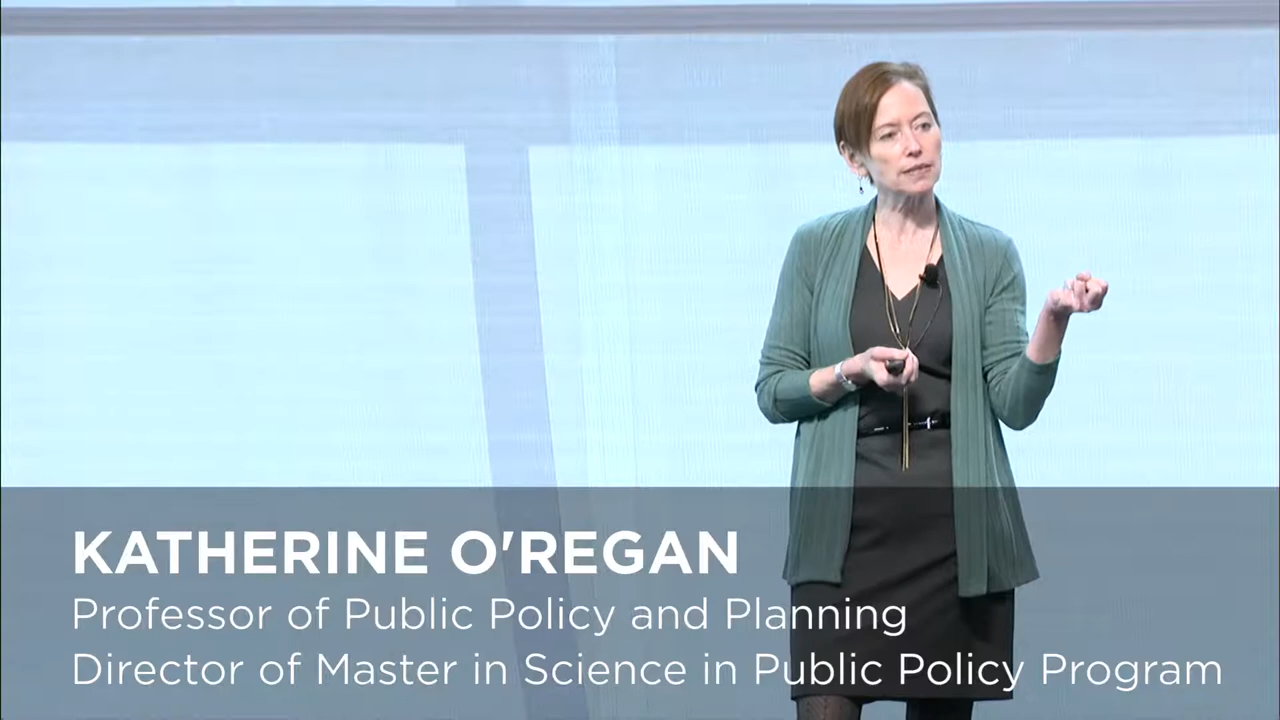 KATHERINE O'REGAN
Professor of Public Policy and Planning
Director of Master in Science in Public Policy Program